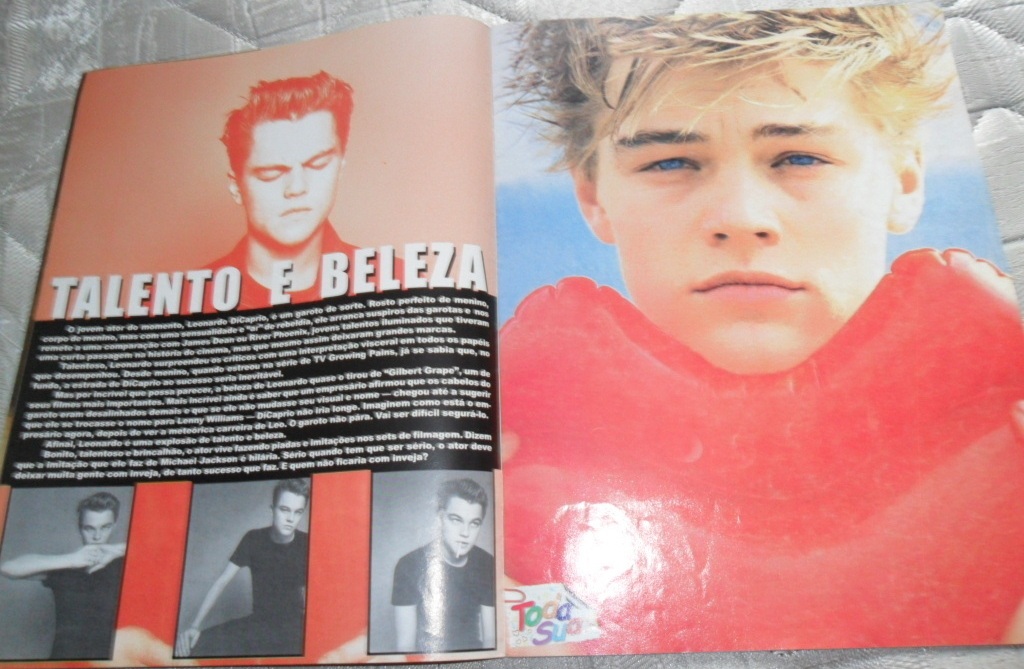 TALENTO E BELEZA
O jovem ator do momento, Leonardo DiCaprio, é um garoto de sorte. Rosto perfeito de menino,
corpo de menino, mas com uma sensualidade e "ar" de rebeldia, ele arranca suspiros das garotas e nos
remete a uma comparação com James Dean ou River Phoenix, jovens talentos iluminados que tiveram
uma curta passagem na história do cinema, mas que mesmo assim deixaram grandes marcas.
Talentoso, Leonardo surpreendeu os críticos com uma interpretação visceral em todos os papéis
que desempenhou. Desde menino, quando estreou na série de TV Growing Pains, já se sabia que, no
fundo, a estrada de DiCaprio ao sucesso seria inevitável.
Mas por incrível que possa parecer, a beleza de Leonardo quase o tirou de "Gilbert Grape", um de
seus filmes mais importantes. Mais incrível ainda é saber que um empresário afirmou que os cabelos do
garoto eram desalinhados demais e que se ele não mudasse seu visual e nome — chegou até a sugerir
que ele se trocasse o nome para Lenny Williams — DiCaprio não iria longe. Imaginem como está o em-
presário agora, depois de ver a meteórica carreira de Leo. O garoto não pára. Vai ser difícil segurá-lo.
Afinal, Leonardo é uma explosão de talento e beleza.
Bonito, talentoso e brincalhão, o ator vive fazendo piadas e imitações nos sets de filmagem. Dizem
que a imitação que ele faz de Michael Jackson é hilária. Sério quando tem que ser sério, o ator deve
deixar muita gente com inveja, de tanto sucesso que faz. E quem não ficaria com inveja?
Toda
Sua